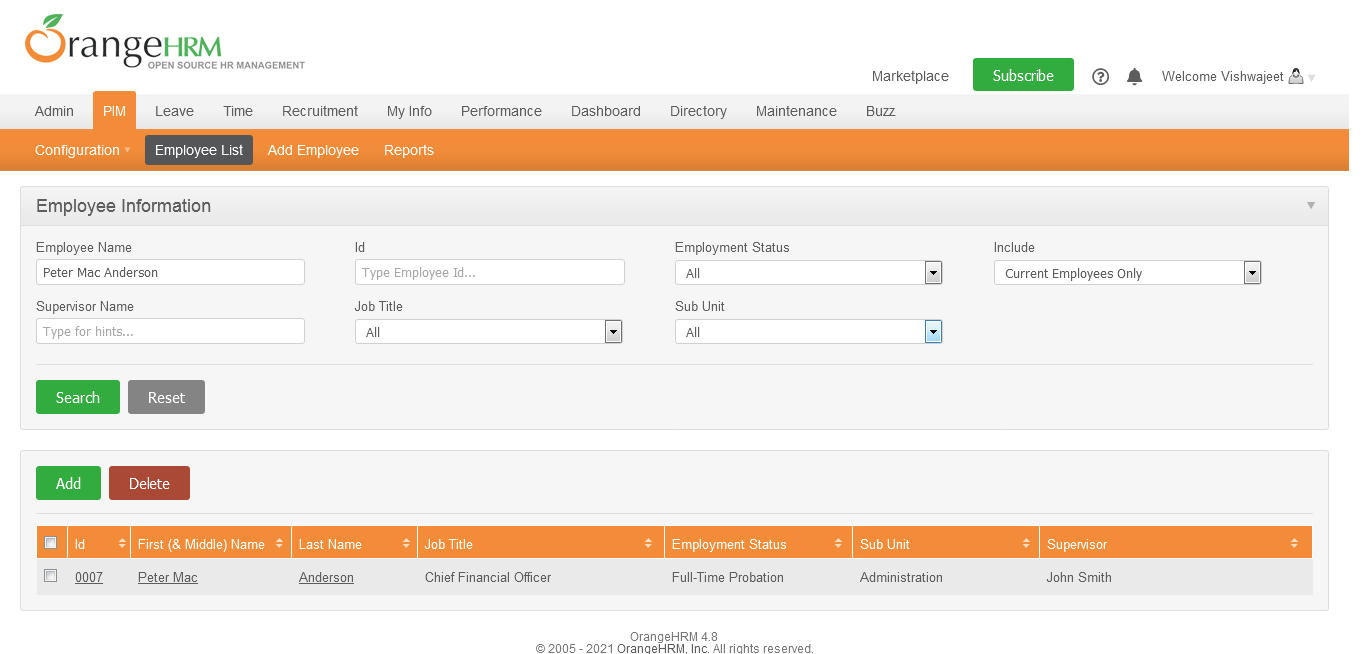 OrangeHRM
OPEN SOURCE HR MANAGEMENT
Marketplace Subscribe Welcome Vishwajeet
Admin PIM Leave Time Recruitment My Info Performance Dashboard Directory Maintenance Buzz
Configuration Employee List Add Employee Reports
Employee Information
Employee Name Id Employment Status Include
Peter Mac Anderson Type Employee Id... All Current Employees Only
Supervisor Name Job Title Sub Unit
Type for hints... All All
Search Reset
Add Delete
Id First (& Middle) Name Last Name Job Title Employment Status Sub Unit Supervisor
0007 Peter Mac Anderson Chief Financial Officer Full-Time Probation Administration John Smith
OrangeHRM 4.8
© 2005 - 2021 OrangeHRM, Inc. All rights reserved.